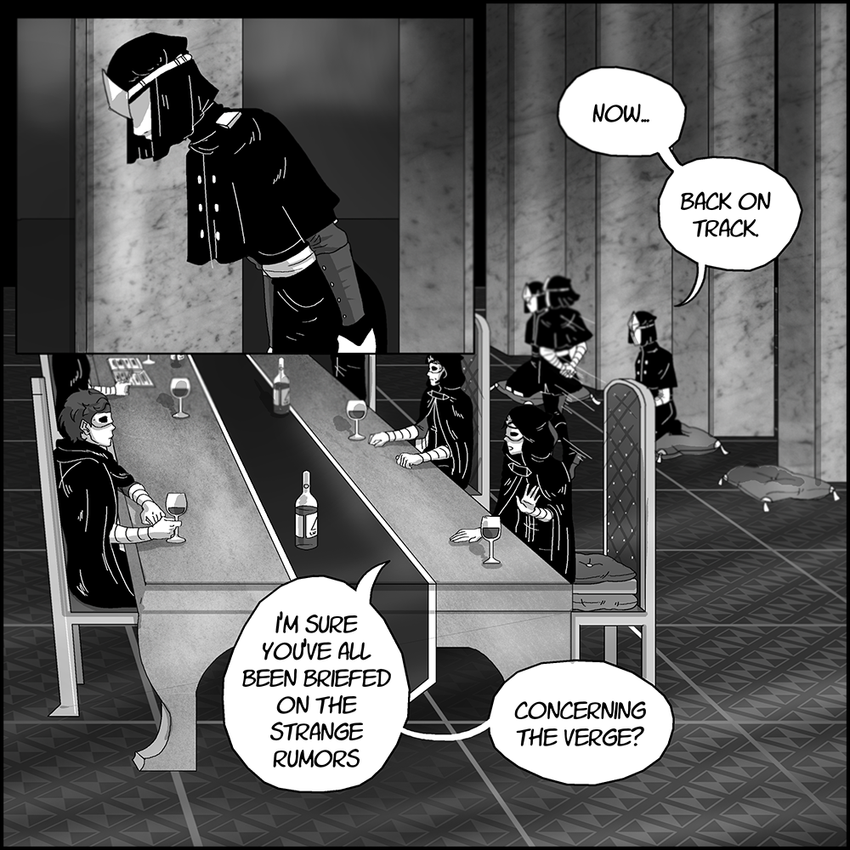 NOW...
BACK ON
TRACK.
I'M SURE
YOU'VE ALL
BEEN BRIEFED
ON THE
STRANGE
RUMORS
CONCERNING
THE VERGE?